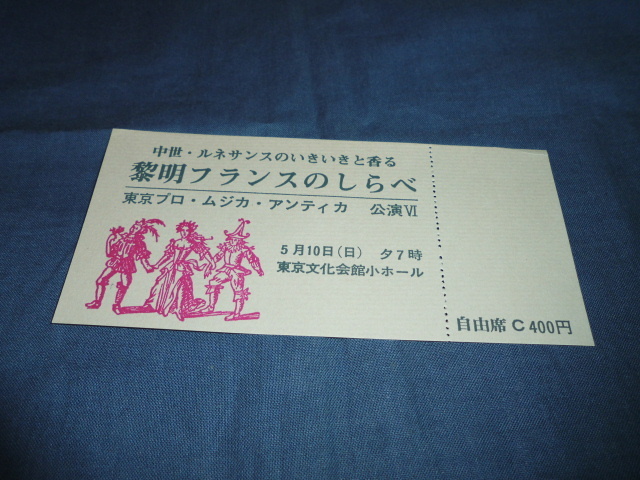 中世・ルネサンスのいきいきと香る
黎明フランスのしらべ
東京プロ・ムジカ・アンティカ 公演Ⅵ
5月10日(日) 夕7時
東京文化会館小ホール
自由席 C 400円